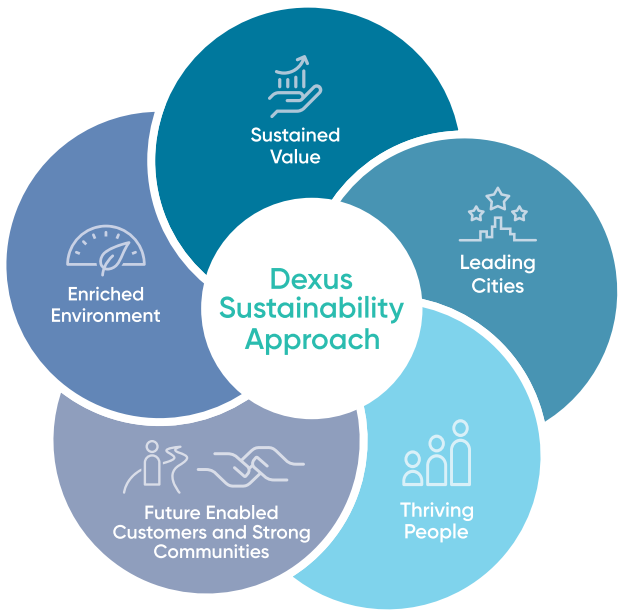 Sustained
Value
Leading
Cities
Enriched
Environment
Dexus
Sustainability
Approach
Thriving
People
Future Enabled
Customers and Strong
Communities